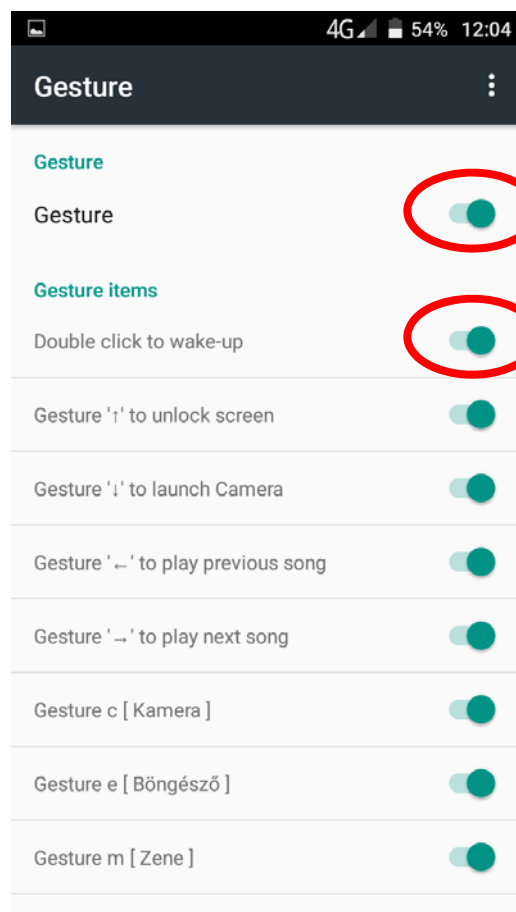 4G 54% 12:04
Gesture
Gesture
Gesture
Gesture items
Double click to wake-up
Gesture '↑' to unlock screen
Gesture '↓' to launch Camera
Gesture '←' to play previous song
Gesture '→' to play next song
Gesture c [ Kamera ]
Gesture e [ Böngésző ]
Gesture m [ Zene ]